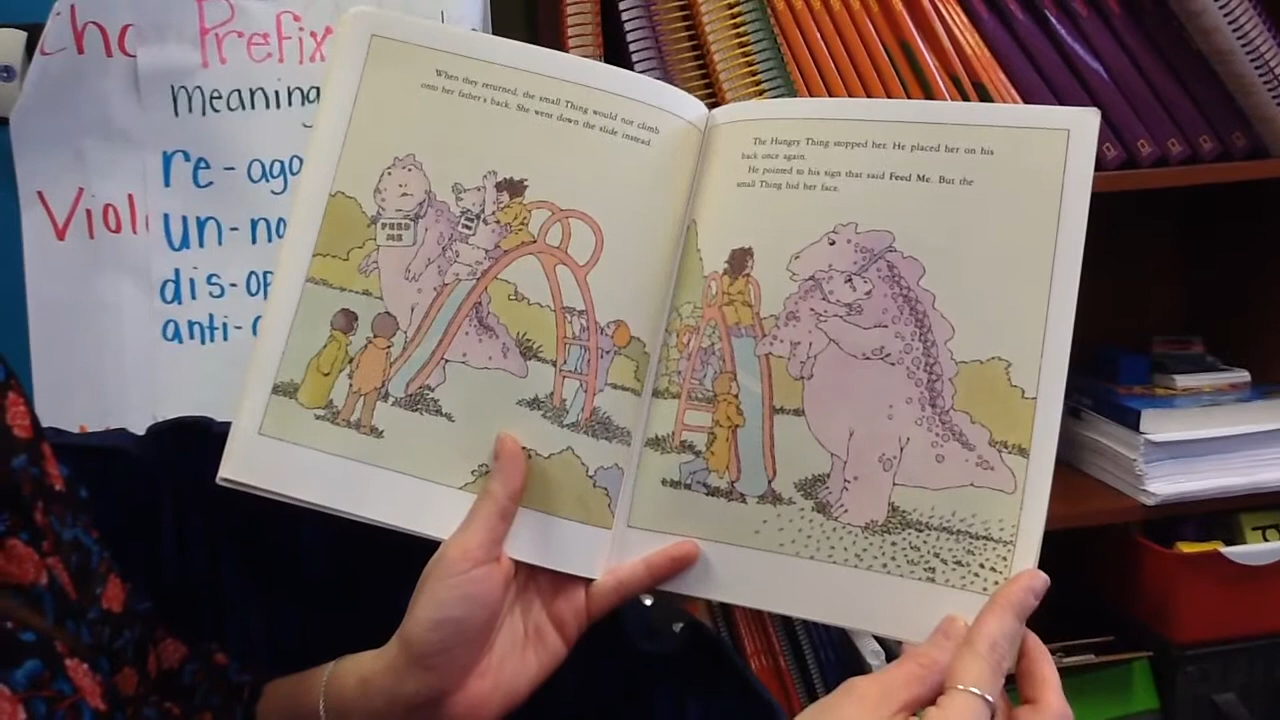 cha
Prefix
meaning
re-ago
Viol
un-no
dis-op
anti-
When they returned, the small Thing would not climb
onto her father's back. She went down the slide instead.
FEED
ME
The Hungry Thing stopped her. He placed her on his
back once again.
He pointed to his sign that said Feed Me. But the
small Thing hid her face.